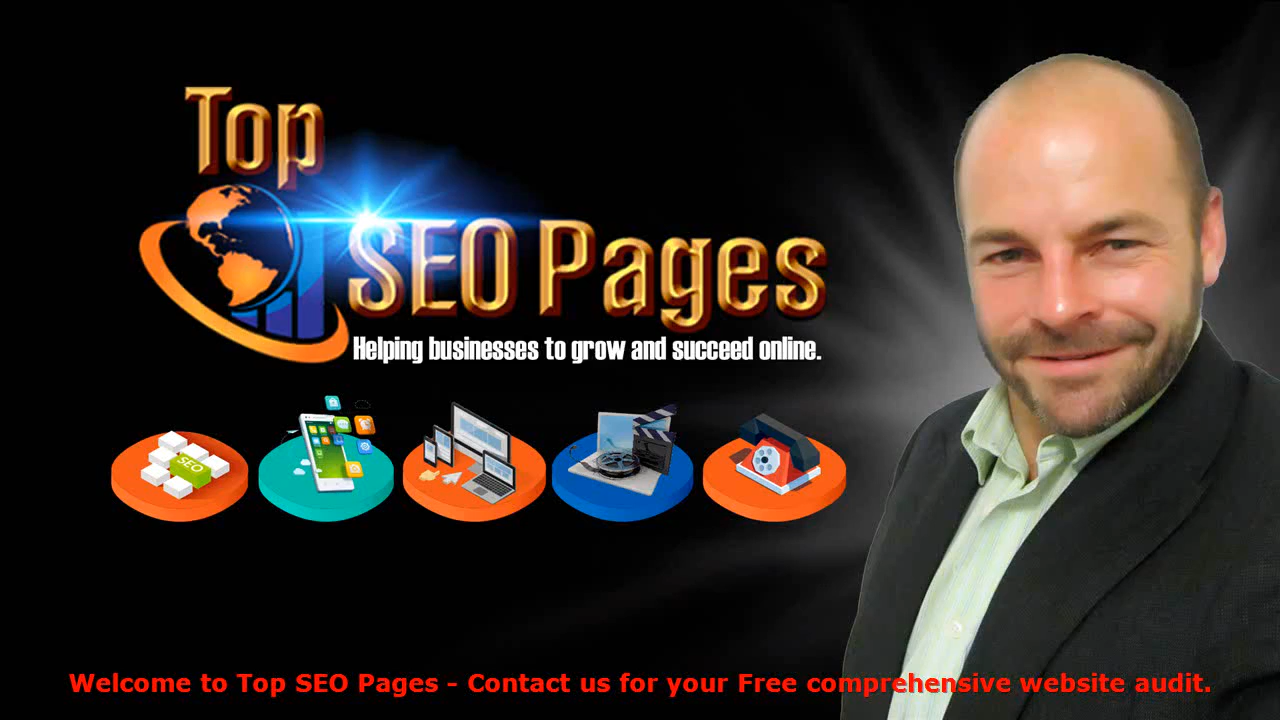 Top
SEO Pages
Helping businesses to grow and succeed online.
SEO
Welcome to Top SEO Pages - Contact us for your Free comprehensive website audit.